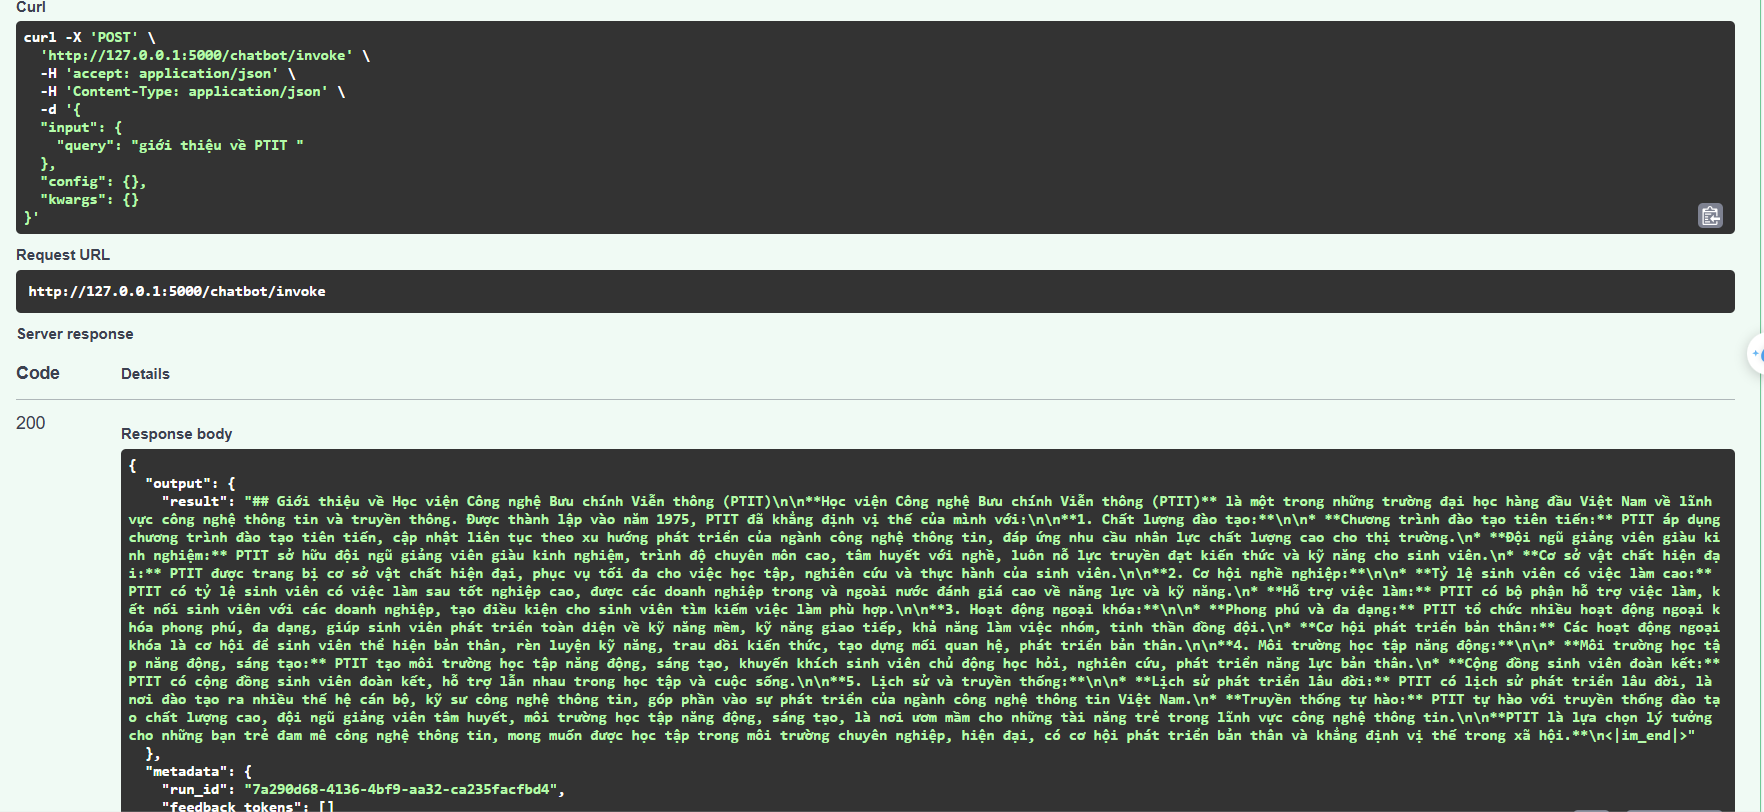 Curl
curl -X 'POST' \
'http://127.0.0.1:5000/chatbot/invoke' \
-H 'accept: application/json' \
-H 'Content-Type: application/json' \
-d '{
"input": {
"query": "giới thiệu về PTIT "
},
"config": {},
"kwargs": {}
}'
Request URL
http://127.0.0.1:5000/chatbot/invoke
Server response
Code Details
200
Response body
{
"output": {
"result": "## Giới thiệu về Học viện Công nghệ Bưu chính Viễn thông (PTIT)\n\n**Học viện Công nghệ Bưu chính Viễn thông (PTIT)** là một trong những trường đại học hàng đầu Việt Nam về lĩnh
vực công nghệ thông tin và truyền thông. Được thành lập vào năm 1975, PTIT đã khẳng định vị thế của mình với:\n\n**1. Chất lượng đào tạo:**\n\n* **Chương trình đào tạo tiên tiến:** PTIT áp dụng
chương trình đào tạo tiên tiến, cập nhật liên tục theo xu hướng phát triển của ngành công nghệ thông tin, đáp ứng nhu cầu nhân lực chất lượng cao cho thị trường.\n* **Đội ngũ giảng viên giàu ki
nh nghiệm:** PTIT sở hữu đội ngũ giảng viên giàu kinh nghiệm, trình độ chuyên môn cao, tâm huyết với nghề, luôn nỗ lực truyền đạt kiến thức và kỹ năng cho sinh viên.\n* **Cơ sở vật chất hiện đạ
i:** PTIT được trang bị cơ sở vật chất hiện đại, phục vụ tối đa cho việc học tập, nghiên cứu và thực hành của sinh viên.\n\n**2. Cơ hội nghề nghiệp:**\n\n* **Tỷ lệ sinh viên có việc làm cao:**
PTIT có tỷ lệ sinh viên có việc làm sau tốt nghiệp cao, được các doanh nghiệp trong và ngoài nước đánh giá cao về năng lực và kỹ năng.\n* **Hỗ trợ việc làm:** PTIT có bộ phận hỗ trợ việc làm, k
ết nối sinh viên với các doanh nghiệp, tạo điều kiện cho sinh viên tìm kiếm việc làm phù hợp.\n\n**3. Hoạt động ngoại khóa:**\n\n* **Phong phú và đa dạng:** PTIT tổ chức nhiều hoạt động ngoại k
hóa phong phú, đa dạng, giúp sinh viên phát triển toàn diện về kỹ năng mềm, kỹ năng giao tiếp, khả năng làm việc nhóm, tinh thần đồng đội.\n* **Cơ hội phát triển bản thân:** Các hoạt động ngoại
khóa là cơ hội để sinh viên thể hiện bản thân, rèn luyện kỹ năng, trau dồi kiến thức, tạo dựng mối quan hệ, phát triển bản thân.\n\n**4. Môi trường học tập năng động:**\n\n* **Môi trường học tậ
p năng động, sáng tạo:** PTIT tạo môi trường học tập năng động, sáng tạo, khuyến khích sinh viên chủ động học hỏi, nghiên cứu, phát triển năng lực bản thân.\n* **Cộng đồng sinh viên đoàn kết:**
PTIT có cộng đồng sinh viên đoàn kết, hỗ trợ lẫn nhau trong học tập và cuộc sống.\n\n**5. Lịch sử và truyền thống:**\n\n* **Lịch sử phát triển lâu đời:** PTIT có lịch sử phát triển lâu đời, là
nơi đào tạo ra nhiều thế hệ cán bộ, kỹ sư công nghệ thông tin, góp phần vào sự phát triển của ngành công nghệ thông tin Việt Nam.\n* **Truyền thống tự hào:** PTIT tự hào với truyền thống đào tạ
o chất lượng cao, đội ngũ giảng viên tâm huyết, môi trường học tập năng động, sáng tạo, là nơi ươm mầm cho những tài năng trẻ trong lĩnh vực công nghệ thông tin.\n\n**PTIT là lựa chọn lý tưởng
cho những bạn trẻ đam mê công nghệ thông tin, mong muốn được học tập trong môi trường chuyên nghiệp, hiện đại, có cơ hội phát triển bản thân và khẳng định vị thế trong xã hội.**\n<|im_end|>"
},
"metadata": {
"run_id": "7a290d68-4136-4bf9-aa32-ca235facfbd4",
"feedback_tokens": []